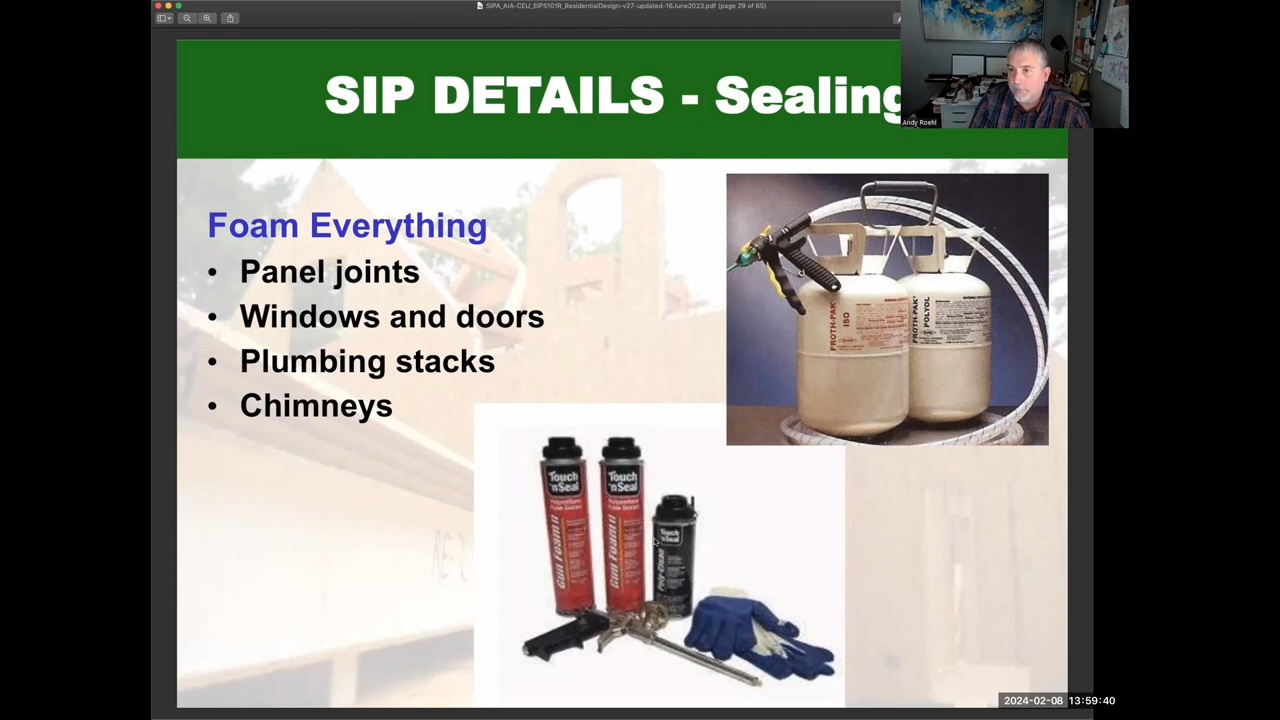 SIPA_AIA-CEU_SIPS101R_ResidentialDesign-v27-updated-16June2023.pdf (page 29 of 65)
SIP DETAILS - Sealing
Andy Roehl
Foam Everything
• Panel joints
• Windows and doors
• Plumbing stacks
• Chimneys
FROTH-PAK
ISO
FROTH-PAK
POLYOL
Touch 'n Seal
Gun Foam II
Touch 'n Seal
Gun Foam II
Touch 'n Seal
Poly-Clean
2024-02-08 13:59:40